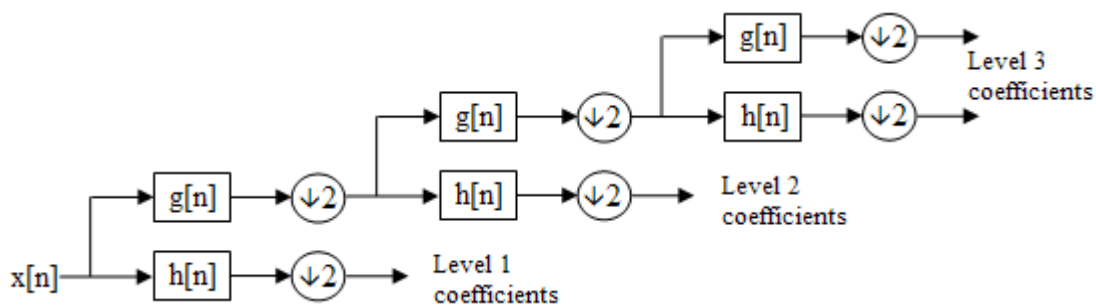 g[n] ↓2
Level 3
coefficients
g[n] ↓2 h[n] ↓2
g[n] ↓2 h[n] ↓2 Level 2
coefficients
x[n] h[n] ↓2 Level 1
coefficients